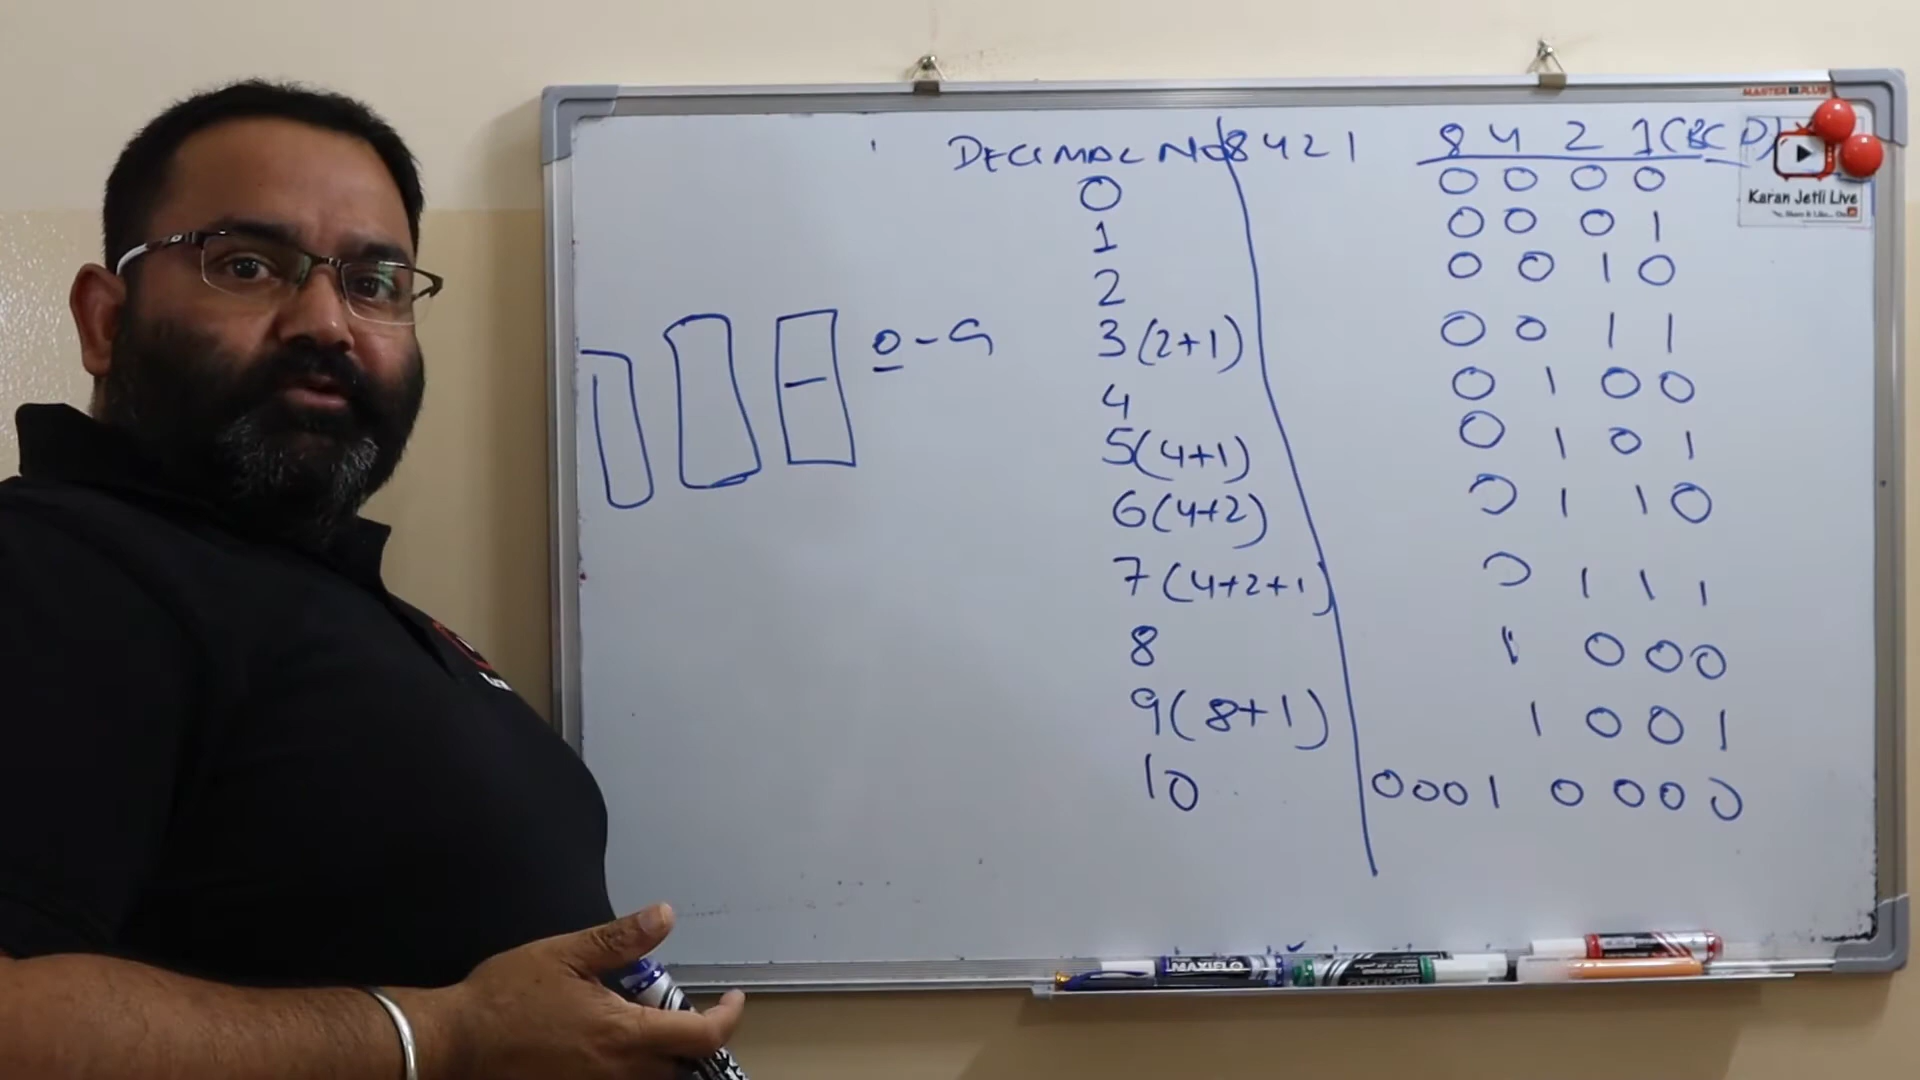 MASTER PLUS
DECIMAL NO 8 4 2 1 8 4 2 1 (BCD)
0 0 0 0 0
1 0 0 0 1
2 0 0 1 0
Karan Jetli Live
0-9
3 (2+1) 0 0 1 1
4 0 1 0 0
5 (4+1) 0 1 0 1
6 (4+2) 0 1 1 0
7 (4+2+1) 0 1 1 1
8 1 0 0 0
9 (8+1) 1 0 0 1
10 0001 0000
MAXIFLO